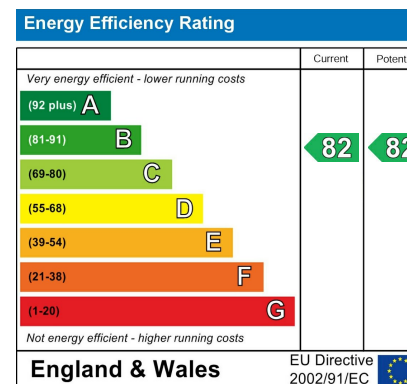 Energy Efficiency Rating
Current Potent
Very energy efficient - lower running costs
(92 plus) A
(81-91) B
82 82
(69-80) C
(55-68) D
(39-54) E
(21-38) F
(1-20) G
Not energy efficient - higher running costs
England & Wales
EU Directive
2002/91/EC